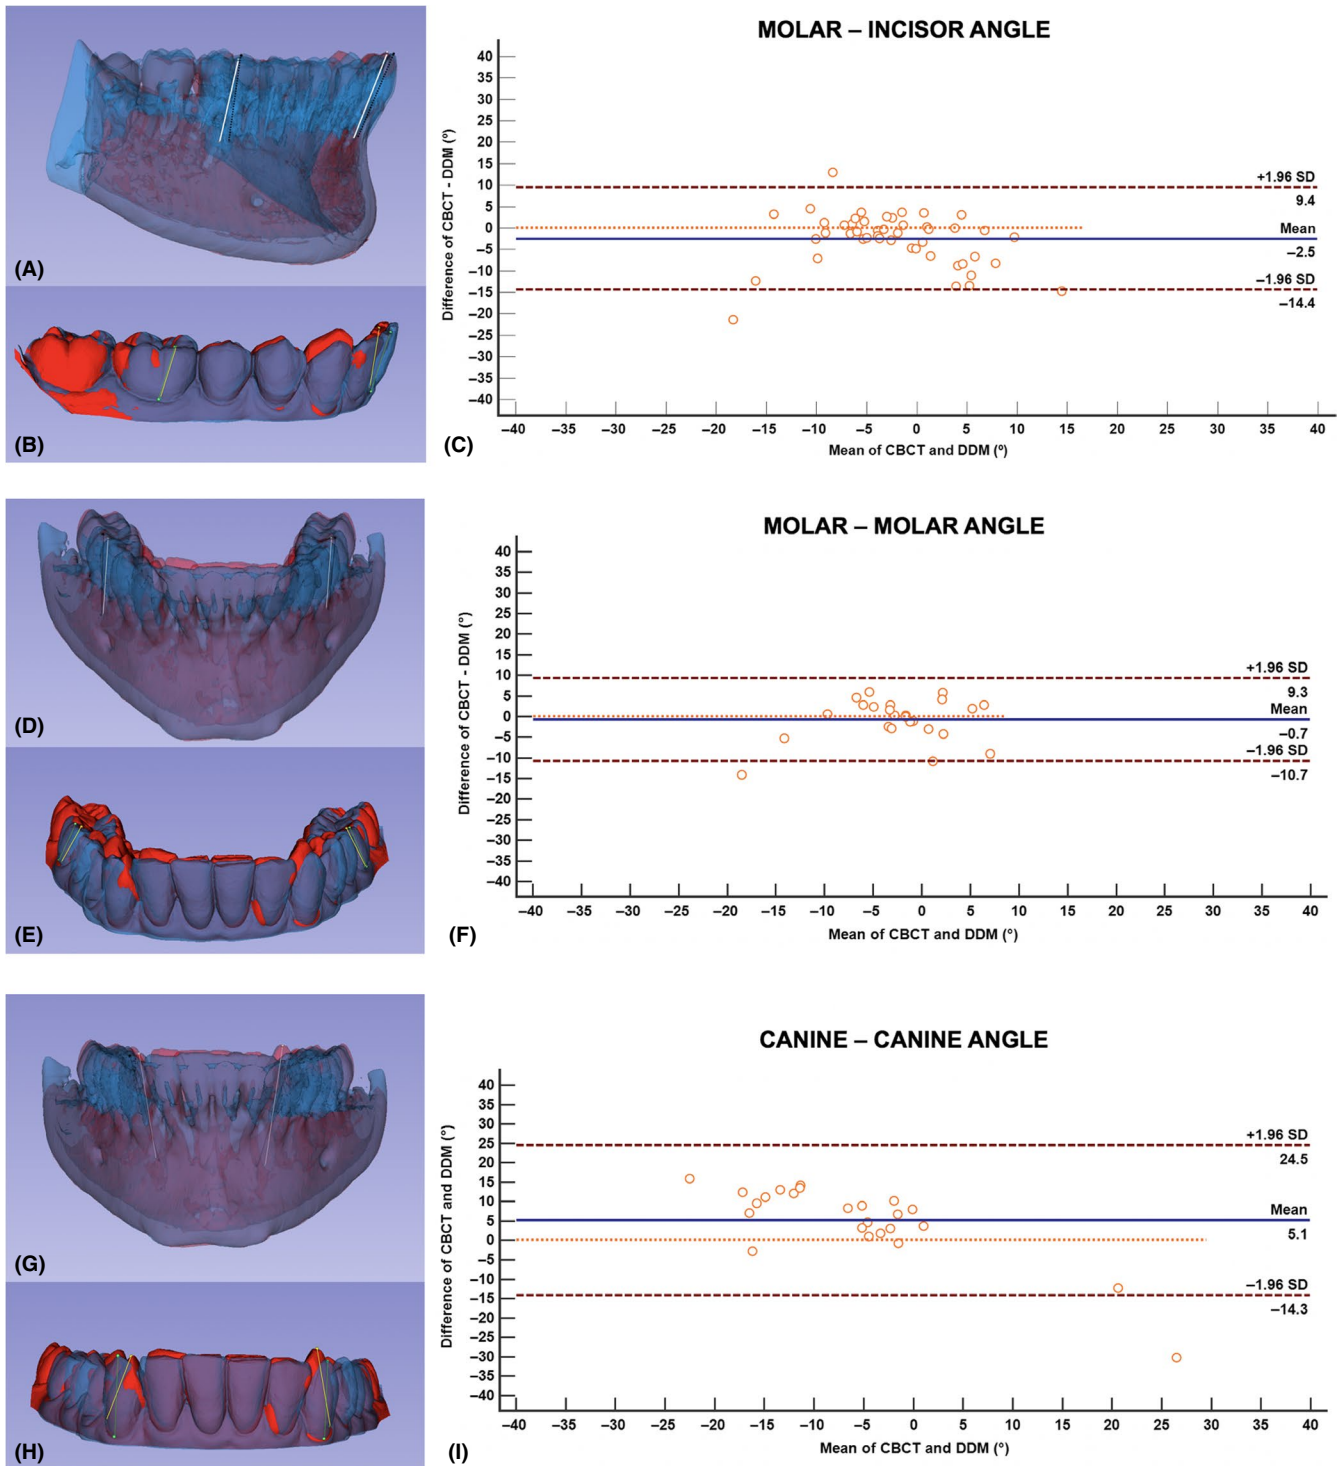 (A)
(B)
MOLAR – INCISOR ANGLE
Difference of CBCT - DDM (º)
40
35
30
25
20
15
10
5
0
–5
–10
–15
–20
–25
–30
–35
–40
+1.96 SD
9.4
Mean
–2.5
–1.96 SD
–14.4
–40 –35 –30 –25 –20 –15 –10 –5 0 5 10 15 20 25 30 35 40
Mean of CBCT and DDM (º)
(C)
(D)
(E)
MOLAR – MOLAR ANGLE
Difference of CBCT - DDM (°)
40
35
30
25
20
15
10
5
0
–5
–10
–15
–20
–25
–30
–35
–40
+1.96 SD
9.3
Mean
–0.7
–1.96 SD
–10.7
–40 –35 –30 –25 –20 –15 –10 –5 0 5 10 15 20 25 30 35 40
Mean of CBCT and DDM (°)
(F)
(G)
(H)
CANINE – CANINE ANGLE
Difference of CBCT and DDM (°)
40
35
30
25
20
15
10
5
0
–5
–10
–15
–20
–25
–30
–35
–40
+1.96 SD
24.5
Mean
5.1
–1.96 SD
–14.3
–40 –35 –30 –25 –20 –15 –10 –5 0 5 10 15 20 25 30 35 40
Mean of CBCT and DDM (°)
(I)